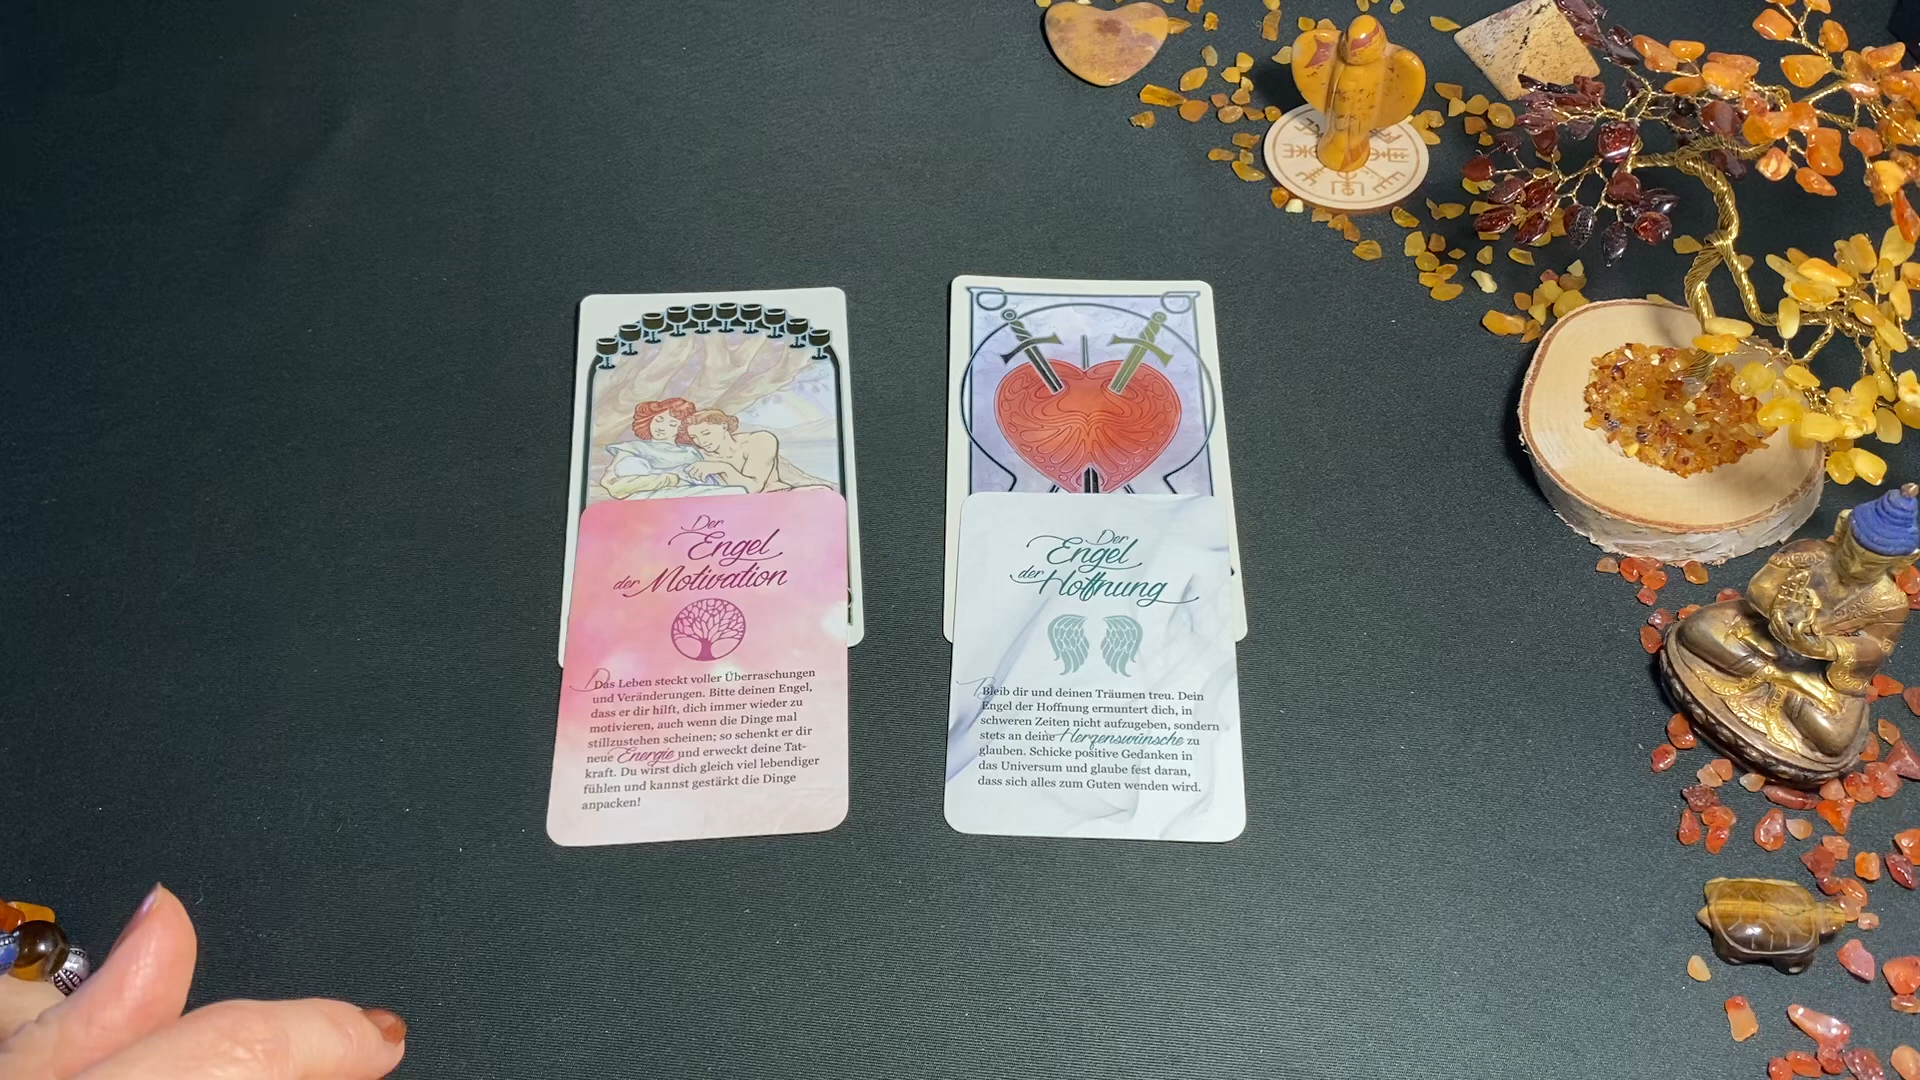 Der
Engel
der Motivation
Das Leben steckt voller Überraschungen
und Veränderungen. Bitte deinen Engel,
dass er dir hilft, dich immer wieder zu
motivieren, auch wenn die Dinge mal
stillzustehen scheinen; so schenkt er dir
neue Energie und erweckt deine Tat-
kraft. Du wirst dich gleich viel lebendiger
fühlen und kannst gestärkt die Dinge
anpacken!
Der
Engel
der Hoffnung
Bleib dir und deinen Träumen treu. Dein
Engel der Hoffnung ermuntert dich, in
schweren Zeiten nicht aufzugeben, sondern
stets an deine Herzenswünsche zu
glauben. Schicke positive Gedanken in
das Universum und glaube fest daran,
dass sich alles zum Guten wenden wird.